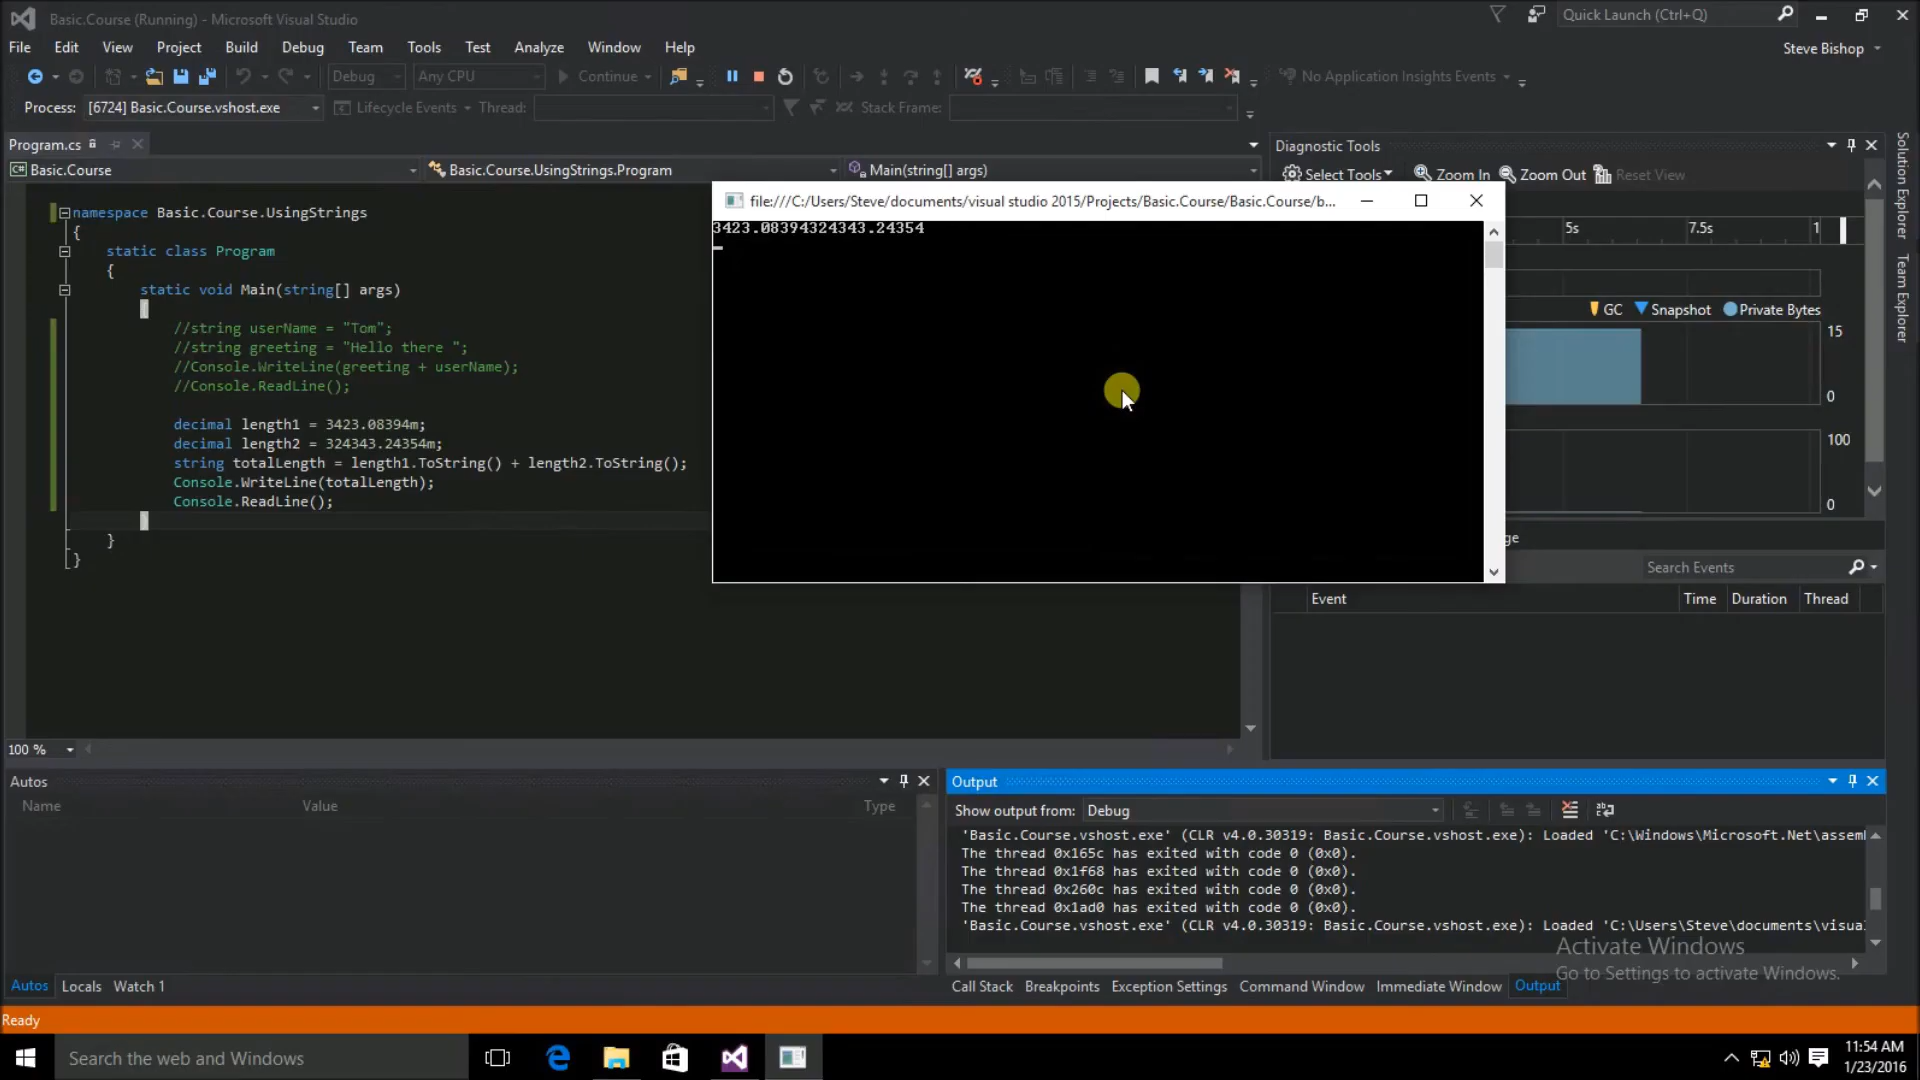 Basic.Course (Running) - Microsoft Visual Studio
Quick Launch (Ctrl+Q)
File Edit View Project Build Debug Team Tools Test Analyze Window Help
Steve Bishop
Debug Any CPU Continue No Application Insights Events
Process: [6724] Basic.Course.vshost.exe Lifecycle Events Thread: Stack Frame:
Program.cs
Basic.Course Basic.Course.UsingStrings.Program Main(string[] args)
namespace Basic.Course.UsingStrings
{
static class Program
{
static void Main(string[] args)
{
//string userName = "Tom";
//string greeting = "Hello there ";
//Console.WriteLine(greeting + userName);
//Console.ReadLine();
decimal length1 = 3423.08394m;
decimal length2 = 324343.24354m;
string totalLength = length1.ToString() + length2.ToString();
Console.WriteLine(totalLength);
Console.ReadLine();
}
}
}
file:///C:/Users/Steve/documents/visual studio 2015/Projects/Basic.Course/Basic.Course/b...
3423.08394324343.24354
Diagnostic Tools
Select Tools Zoom In Zoom Out Reset View
5s 7.5s 1
GC Snapshot Private Bytes
15
0
100
0
ge
Search Events
Event Time Duration Thread
Solution Explorer
Team Explorer
100 %
Autos
Name Value Type
Autos Locals Watch 1
Output
Show output from: Debug
'Basic.Course.vshost.exe' (CLR v4.0.30319: Basic.Course.vshost.exe): Loaded 'C:\Windows\Microsoft.Net\assem
The thread 0x165c has exited with code 0 (0x0).
The thread 0x1f68 has exited with code 0 (0x0).
The thread 0x260c has exited with code 0 (0x0).
The thread 0x1ad0 has exited with code 0 (0x0).
'Basic.Course.vshost.exe' (CLR v4.0.30319: Basic.Course.vshost.exe): Loaded 'C:\Users\Steve\documents\visua
Activate Windows
Go to Settings to activate Windows.
Call Stack Breakpoints Exception Settings Command Window Immediate Window Output
Ready
Search the web and Windows
11:54 AM
1/23/2016